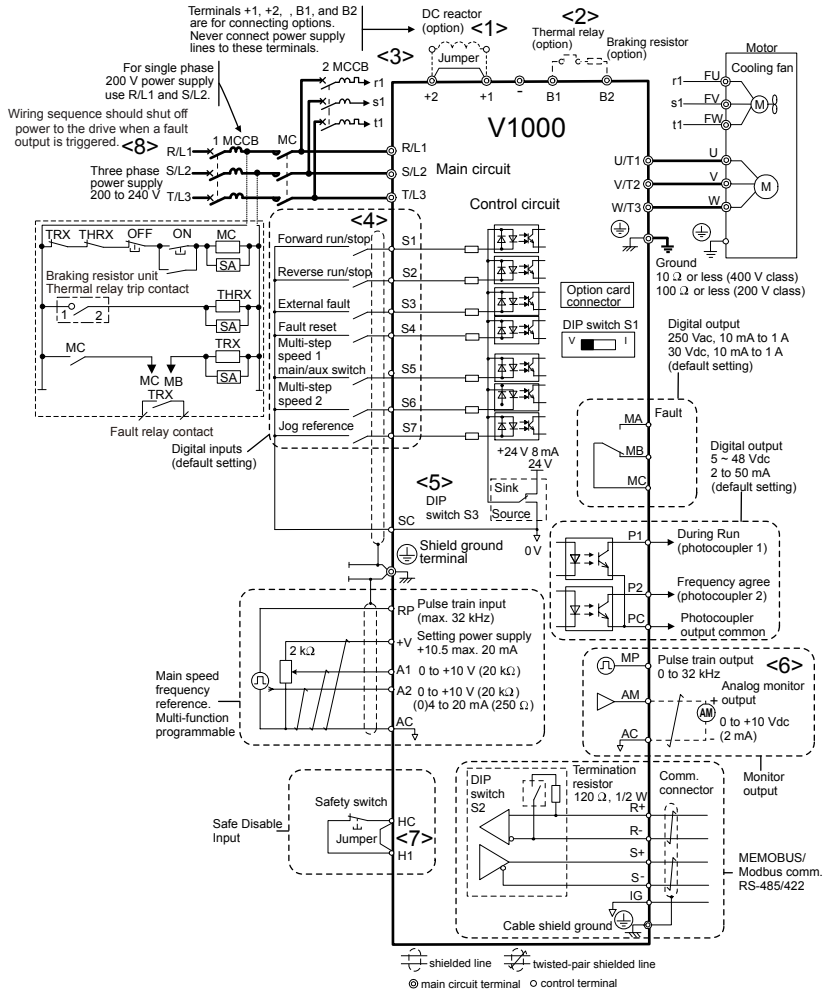 Terminals +1, +2, , B1, and B2
are for connecting options.
Never connect power supply
lines to these terminals.
DC reactor
(option)
<1>
Jumper
<2>
Thermal relay
(option)
Braking resistor
(option)
Motor
Cooling fan
<3>
2 MCCB
r1
s1
t1
+2
+1
-
B1
B2
r1
FU
s1
FV
t1
FW
M
For single phase
200 V power supply
use R/L1 and S/L2.
Wiring sequence should shut off
power to the drive when a fault
output is triggered.
<8>
1 MCCB
MC
R/L1
S/L2
T/L3
Three phase
power supply
200 to 240 V
R/L1
S/L2
T/L3
V1000
Main circuit
Control circuit
U/T1
V/T2
W/T3
U
V
W
M
Ground
10 Ω or less (400 V class)
100 Ω or less (200 V class)
TRX
THRX
OFF
ON
MC
SA
Braking resistor unit
Thermal relay trip contact
1
2
THRX
SA
TRX
MC
SA
MC
MB
TRX
Fault relay contact
<4>
Forward run/stop
S1
Reverse run/stop
S2
External fault
S3
Fault reset
S4
Multi-step
speed 1
main/aux switch
S5
Multi-step
speed 2
S6
Jog reference
S7
Digital inputs
(default setting)
Option card
connector
DIP switch S1
V
I
Digital output
250 Vac, 10 mA to 1 A
30 Vdc, 10 mA to 1 A
(default setting)
Fault
MA
MB
MC
Digital output
5 ~ 48 Vdc
2 to 50 mA
(default setting)
+24 V 8 mA
24 V
<5>
DIP
switch S3
Sink
Source
0 V
SC
Shield ground
terminal
P1
During Run
(photocoupler 1)
P2
Frequency agree
(photocoupler 2)
PC
Photocoupler
output common
RP
Pulse train input
(max. 32 kHz)
+V
Setting power supply
+10.5 max. 20 mA
2 kΩ
A1
0 to +10 V (20 kΩ)
A2
0 to +10 V (20 kΩ)
(0)4 to 20 mA (250 Ω)
AC
Main speed
frequency
reference.
Multi-function
programmable
MP
Pulse train output
0 to 32 kHz
<6>
AM
+
Analog monitor
output
AM
0 to +10 Vdc
(2 mA)
AC
-
Monitor
output
Safe Disable
Input
Safety switch
Jumper
HC
<7>
H1
DIP
switch
S2
Termination
resistor
120 Ω, 1/2 W
Comm.
connector
R+
R-
S+
S-
IG
MEMOBUS/
Modbus comm.
RS-485/422
Cable shield ground
shielded line
twisted-pair shielded line
main circuit terminal
control terminal